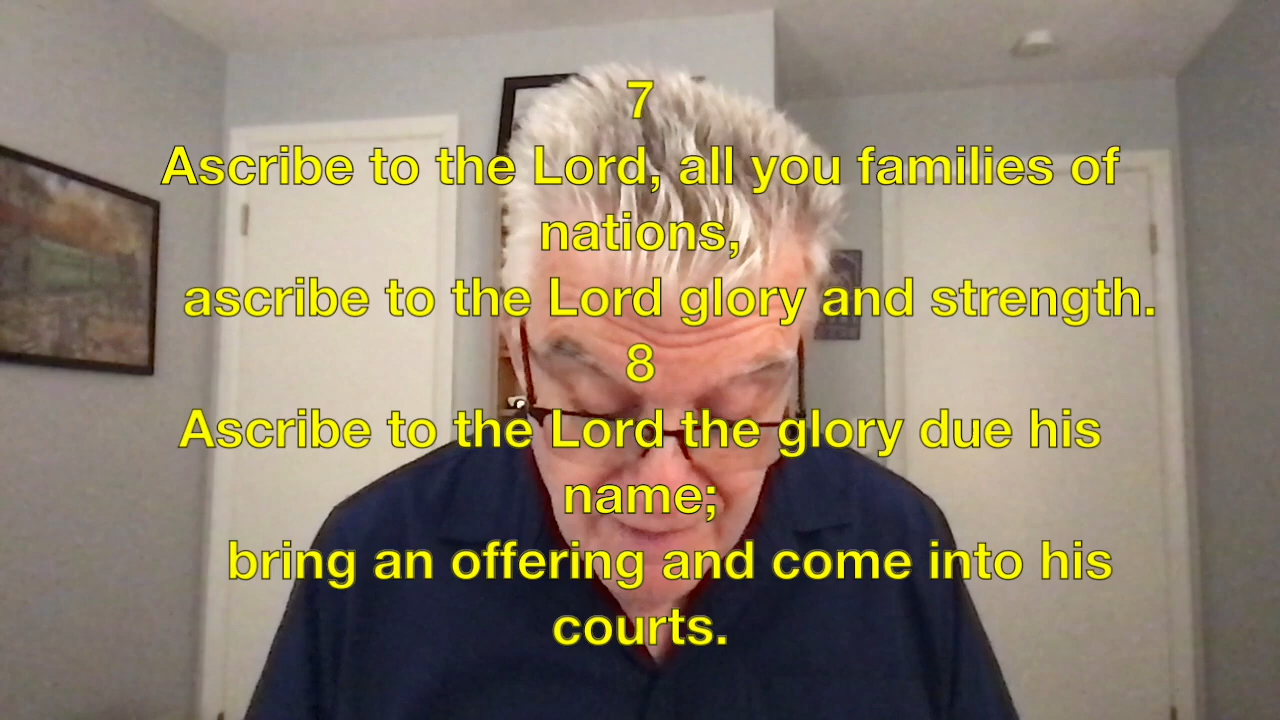 7
Ascribe to the Lord, all you families of
nations,
ascribe to the Lord glory and strength.
8
Ascribe to the Lord the glory due his
name;
bring an offering and come into his
courts.